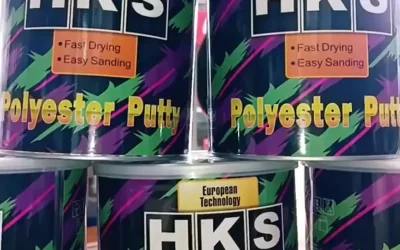 HKS
• Fast Drying
• Easy Sanding
Polyester Putty
HKS
• Fast Drying
• Easy Sanding
Polyester Putt
European
Technology
HKS